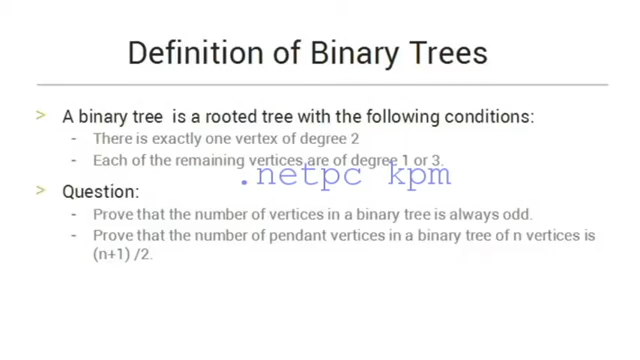 Definition of Binary Trees
> A binary tree is a rooted tree with the following conditions:
- There is exactly one vertex of degree 2
- Each of the remaining vertices are of degree 1 or 3.
.netpc kpm
> Question:
- Prove that the number of vertices in a binary tree is always odd.
- Prove that the number of pendant vertices in a binary tree of n vertices is
(n+1) /2.